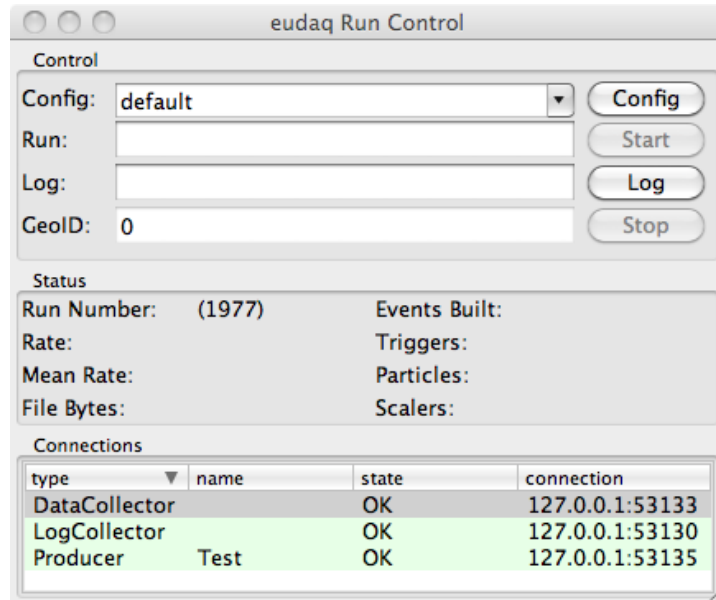 eudaq Run Control
Control
Config: default Config
Run: Start
Log: Log
GeoID: 0 Stop
Status
Run Number: (1977) Events Built:
Rate: Triggers:
Mean Rate: Particles:
File Bytes: Scalers:
Connections
type name state connection
DataCollector OK 127.0.0.1:53133
LogCollector OK 127.0.0.1:53130
Producer Test OK 127.0.0.1:53135